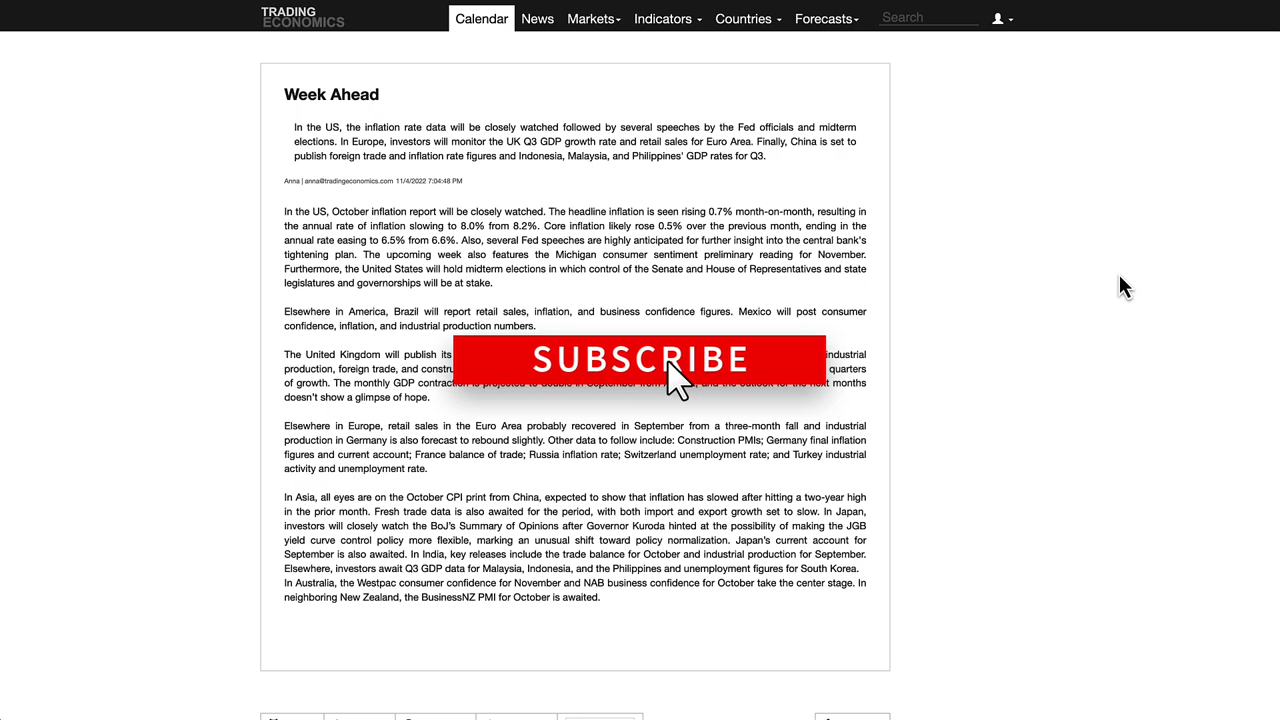 TRADING
ECONOMICS
Calendar News Markets Indicators Countries Forecasts Search
Week Ahead
In the US, the inflation rate data will be closely watched followed by several speeches by the Fed officials and midterm
elections. In Europe, investors will monitor the UK Q3 GDP growth rate and retail sales for Euro Area. Finally, China is set to
publish foreign trade and inflation rate figures and Indonesia, Malaysia, and Philippines' GDP rates for Q3.
Anna | anna@tradingeconomics.com 11/4/2022 7:04:48 PM
In the US, October inflation report will be closely watched. The headline inflation is seen rising 0.7% month-on-month, resulting in
the annual rate of inflation slowing to 8.0% from 8.2%. Core inflation likely rose 0.5% over the previous month, ending in the
annual rate easing to 6.5% from 6.6%. Also, several Fed speeches are highly anticipated for further insight into the central bank's
tightening plan. The upcoming week also features the Michigan consumer sentiment preliminary reading for November.
Furthermore, the United States will hold midterm elections in which control of the Senate and House of Representatives and state
legislatures and governorships will be at stake.
Elsewhere in America, Brazil will report retail sales, inflation, and business confidence figures. Mexico will post consumer
confidence, inflation, and industrial production numbers.
The United Kingdom will publish its industrial
SUBSCRIBE
production, foreign trade, and quarters
of growth. The monthly GDP contraction is projected to double in September from and the outlook for the next months
doesn't show a glimpse of hope.
Elsewhere in Europe, retail sales in the Euro Area probably recovered in September from a three-month fall and industrial
production in Germany is also forecast to rebound slightly. Other data to follow include: Construction PMIs; Germany final inflation
figures and current account; France balance of trade; Russia inflation rate; Switzerland unemployment rate; and Turkey industrial
activity and unemployment rate.
In Asia, all eyes are on the October CPI print from China, expected to show that inflation has slowed after hitting a two-year high
in the prior month. Fresh trade data is also awaited for the period, with both import and export growth set to slow. In Japan,
investors will closely watch the BoJ's Summary of Opinions after Governor Kuroda hinted at the possibility of making the JGB
yield curve control policy more flexible, marking an unusual shift toward policy normalization. Japan's current account for
September is also awaited. In India, key releases include the trade balance for October and industrial production for September.
Elsewhere, investors await Q3 GDP data for Malaysia, Indonesia, and the Philippines and unemployment figures for South Korea.
In Australia, the Westpac consumer confidence for November and NAB business confidence for October take the center stage. In
neighboring New Zealand, the BusinessNZ PMI for October is awaited.